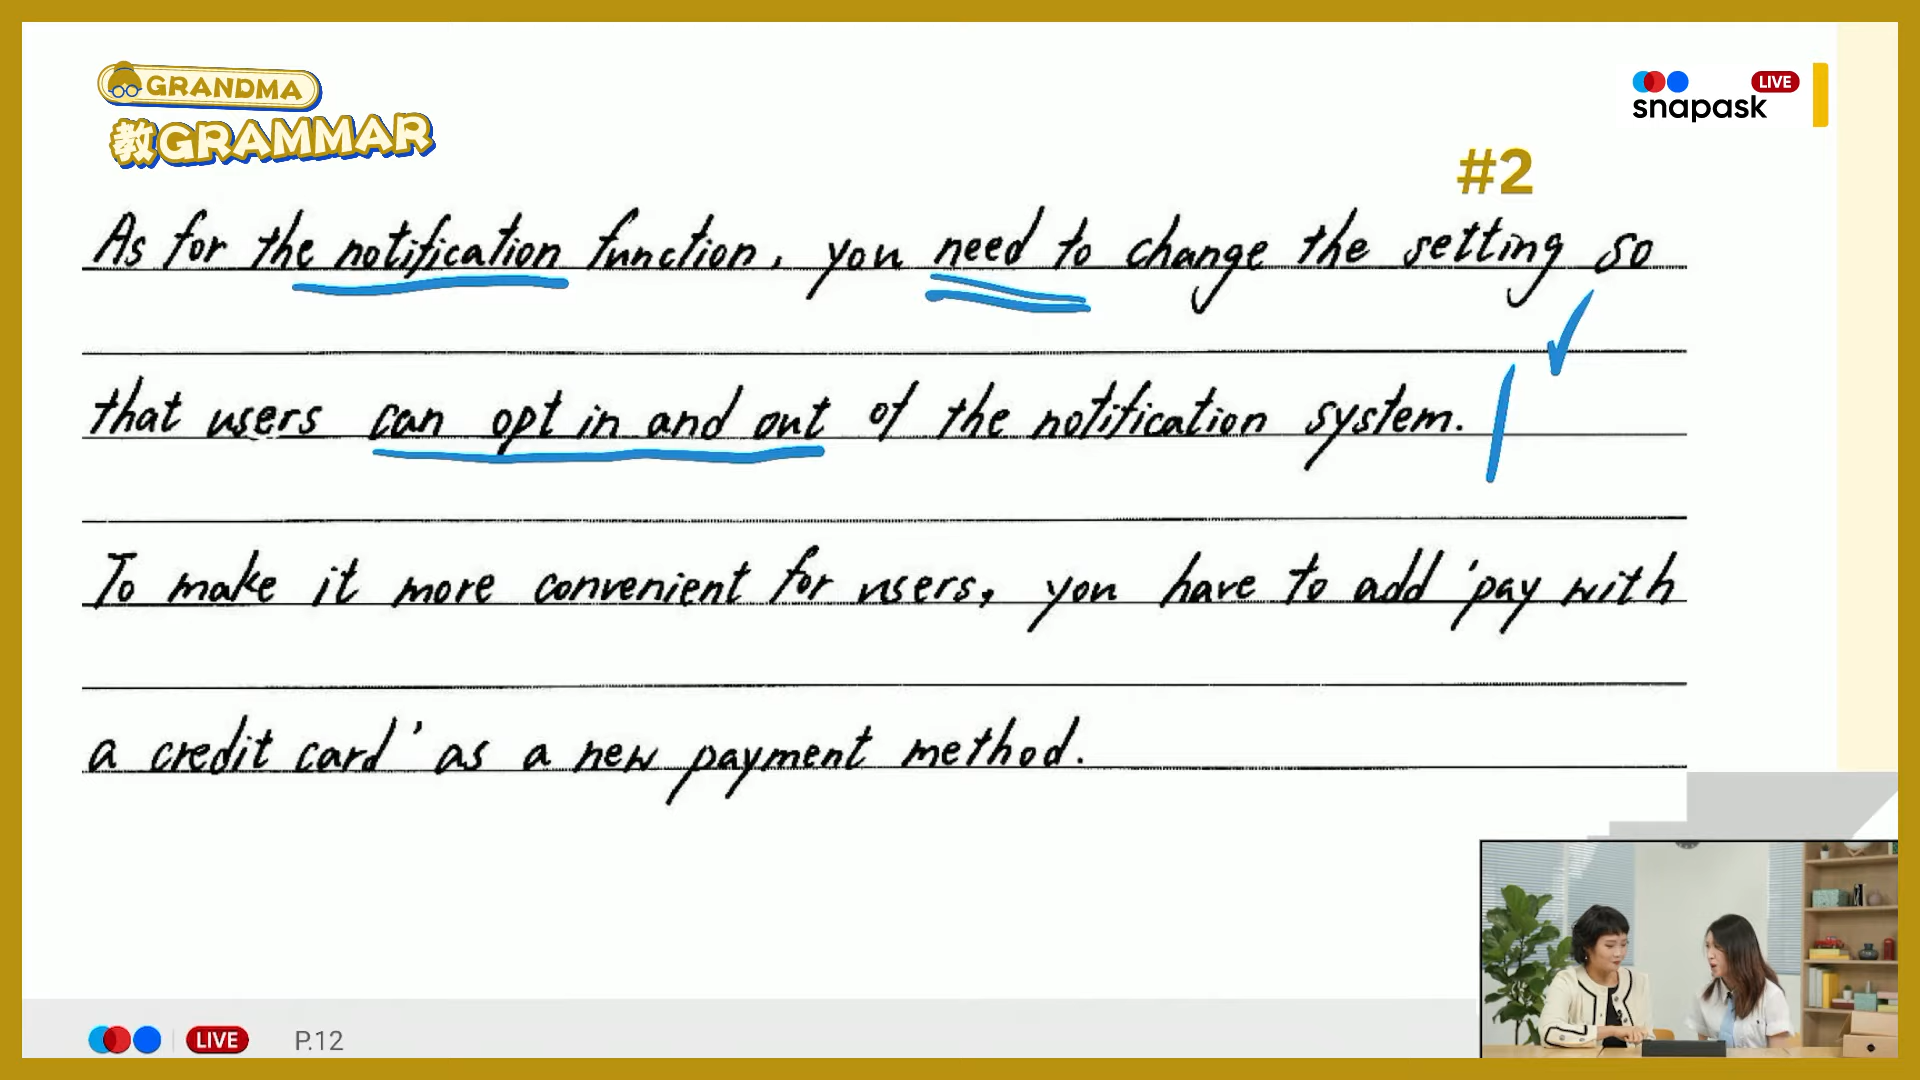 GRANDMA
教GRAMMAR
LIVE
snapask
#2
As for the notification function, you need to change the setting so
that users can opt in and out of the notification system.
To make it more convenient for users, you have to add 'pay with
a credit card' as a new payment method.
LIVE
P.12